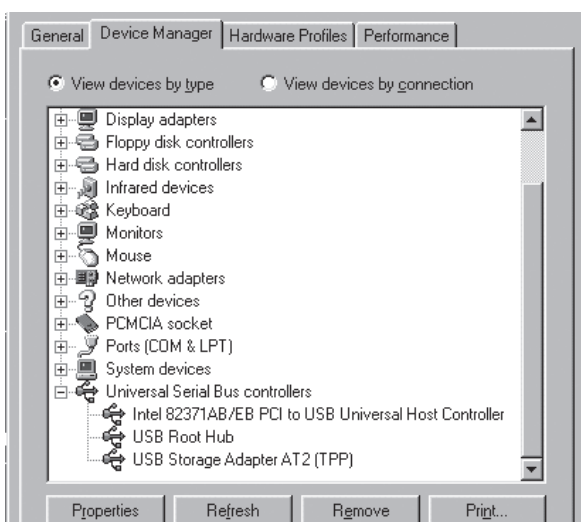 General Device Manager Hardware Profiles Performance
View devices by type View devices by connection
Display adapters
Floppy disk controllers
Hard disk controllers
Infrared devices
Keyboard
Monitors
Mouse
Network adapters
Other devices
PCMCIA socket
Ports (COM & LPT)
System devices
Universal Serial Bus controllers
Intel 82371AB/EB PCI to USB Universal Host Controller
USB Root Hub
USB Storage Adapter AT2 (TPP)
Properties Refresh Remove Print...